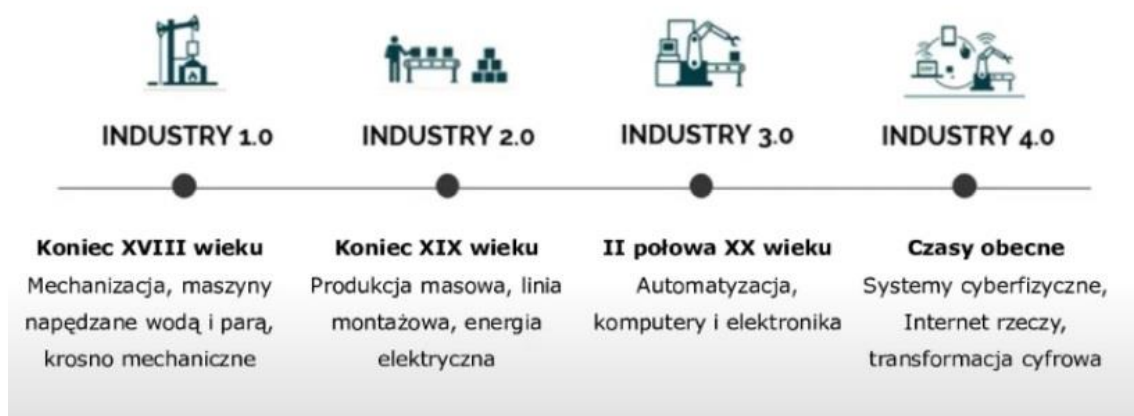 INDUSTRY 1.0
INDUSTRY 2.0
INDUSTRY 3.0
INDUSTRY 4.0
Koniec XVIII wieku
Mechanizacja, maszyny
napędzane wodą i parą,
krosno mechaniczne
Koniec XIX wieku
Produkcja masowa, linia
montażowa, energia
elektryczna
II połowa XX wieku
Automatyzacja,
komputery i elektronika
Czasy obecne
Systemy cyberfizyczne,
Internet rzeczy,
transformacja cyfrowa